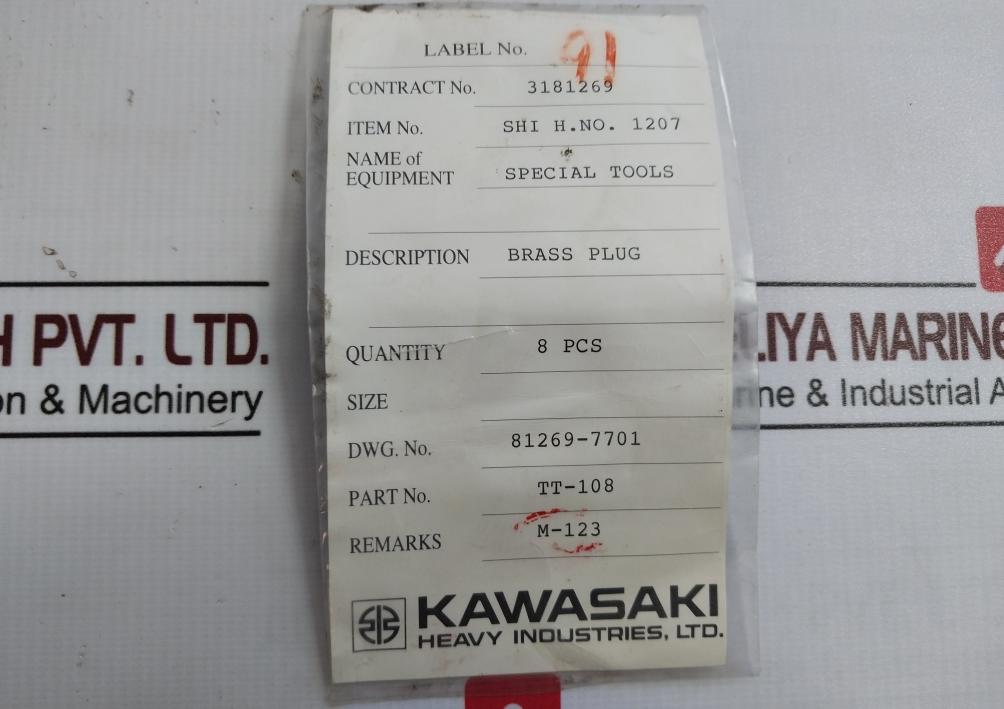 LABEL No. 91
CONTRACT No. 3181269
ITEM No. SHI H.NO. 1207
NAME of
EQUIPMENT SPECIAL TOOLS
DESCRIPTION BRASS PLUG
QUANTITY 8 PCS
SIZE
DWG. No. 81269-7701
PART No. TT-108
REMARKS M-123
KAWASAKI
HEAVY INDUSTRIES, LTD.
H PVT. LTD.
on & Machinery
LIYA MARINE
ine & Industrial A